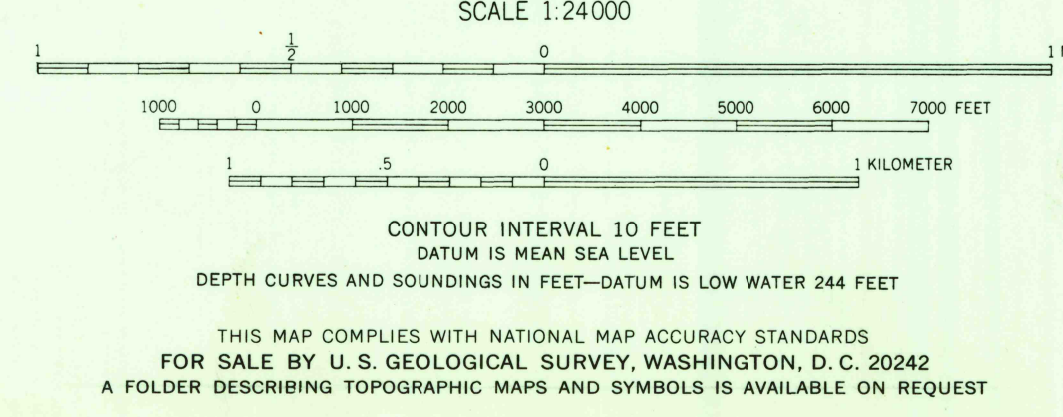 SCALE 1:24000
1 1/2 0 1
1000 0 1000 2000 3000 4000 5000 6000 7000 FEET
1 .5 0 1 KILOMETER
CONTOUR INTERVAL 10 FEET
DATUM IS MEAN SEA LEVEL
DEPTH CURVES AND SOUNDINGS IN FEET—DATUM IS LOW WATER 244 FEET
THIS MAP COMPLIES WITH NATIONAL MAP ACCURACY STANDARDS
FOR SALE BY U. S. GEOLOGICAL SURVEY, WASHINGTON, D. C. 20242
A FOLDER DESCRIBING TOPOGRAPHIC MAPS AND SYMBOLS IS AVAILABLE ON REQUEST